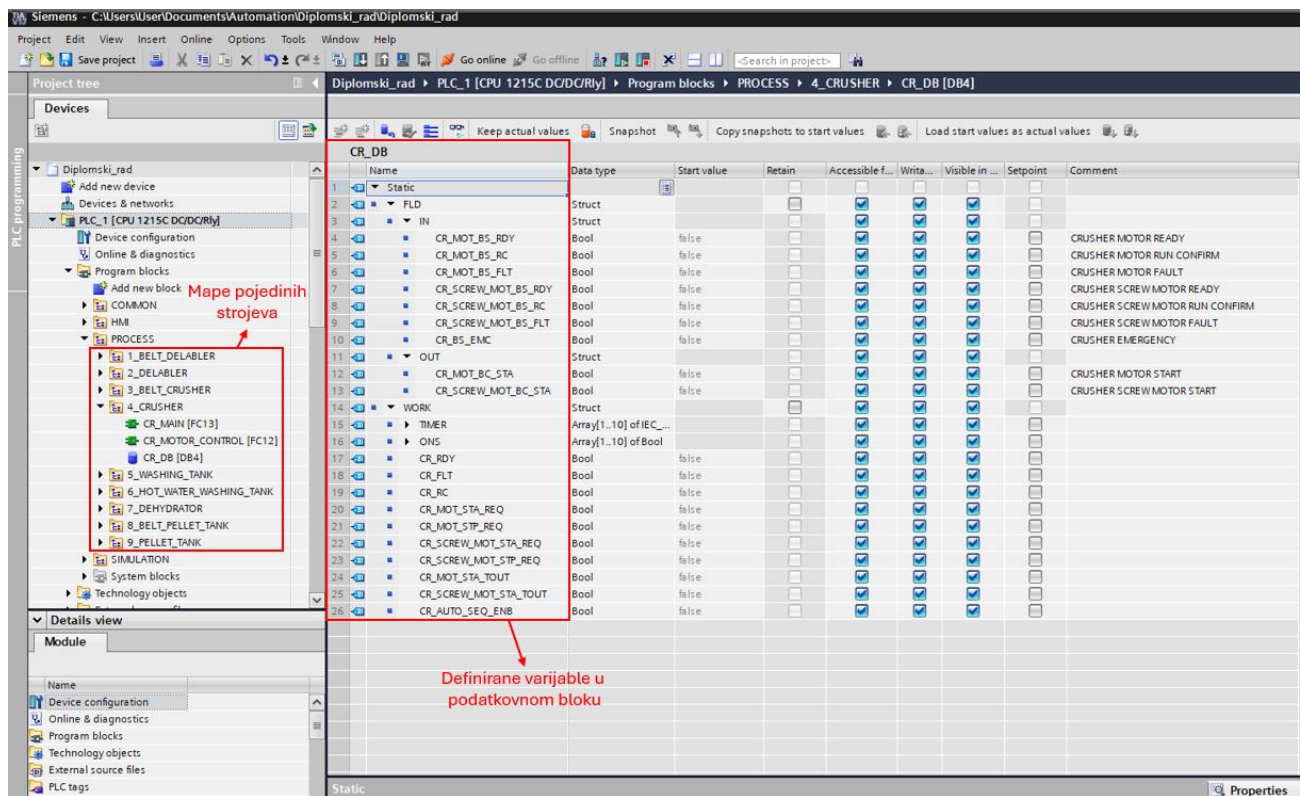 Siemens - C:\Users\User\Documents\Automation\Diplomski_rad\Diplomski_rad
Project Edit View Insert Online Options Tools Window Help
Save project Go online Go offline <Search in project>
Project tree
Diplomski_rad ▸ PLC_1 [CPU 1215C DC/DC/Rly] ▸ Program blocks ▸ PROCESS ▸ 4_CRUSHER ▸ CR_DB [DB4]
Devices
PLC programming
Diplomski_rad
Add new device
Devices & networks
PLC_1 [CPU 1215C DC/DC/Rly]
Device configuration
Online & diagnostics
Program blocks
Add new block
COMMON
HMI
PROCESS
1_BELT_DELABLER
2_DELABLER
3_BELT_CRUSHER
4_CRUSHER
CR_MAIN [FC13]
CR_MOTOR_CONTROL [FC12]
CR_DB [DB4]
5_WASHING_TANK
6_HOT_WATER_WASHING_TANK
7_DEHYDRATOR
8_BELT_PELLET_TANK
9_PELLET_TANK
SIMULATION
System blocks
Technology objects
Mape pojedinih
strojeva
Details view
Module
Name
Device configuration
Online & diagnostics
Program blocks
Technology objects
External source files
PLC tags
Keep actual values Snapshot Copy snapshots to start values Load start values as actual values
CR_DB
Name Data type Start value Retain Accessible f... Writa... Visible in ... Setpoint Comment
1 Static
2 FLD Struct
3 IN Struct
4 CR_MOT_BS_RDY Bool false CRUSHER MOTOR READY
5 CR_MOT_BS_RC Bool false CRUSHER MOTOR RUN CONFIRM
6 CR_MOT_BS_FLT Bool false CRUSHER MOTOR FAULT
7 CR_SCREW_MOT_BS_RDY Bool false CRUSHER SCREW MOTOR READY
8 CR_SCREW_MOT_BS_RC Bool false CRUSHER SCREW MOTOR RUN CONFIRM
9 CR_SCREW_MOT_BS_FLT Bool false CRUSHER SCREW MOTOR FAULT
10 CR_BS_EMC Bool false CRUSHER EMERGENCY
11 OUT Struct
12 CR_MOT_BC_STA Bool false CRUSHER MOTOR START
13 CR_SCREW_MOT_BC_STA Bool false CRUSHER SCREW MOTOR START
14 WORK Struct
15 TIMER Array[1..10] of IEC_...
16 ONS Array[1..10] of Bool
17 CR_RDY Bool false
18 CR_FLT Bool false
19 CR_RC Bool false
20 CR_MOT_STA_REQ Bool false
21 CR_MOT_STP_REQ Bool false
22 CR_SCREW_MOT_STA_REQ Bool false
23 CR_SCREW_MOT_STP_REQ Bool false
24 CR_MOT_STA_TOUT Bool false
25 CR_SCREW_MOT_STA_TOUT Bool false
26 CR_AUTO_SEQ_ENB Bool false
Definirane varijable u
podatkovnom bloku
Static
Properties